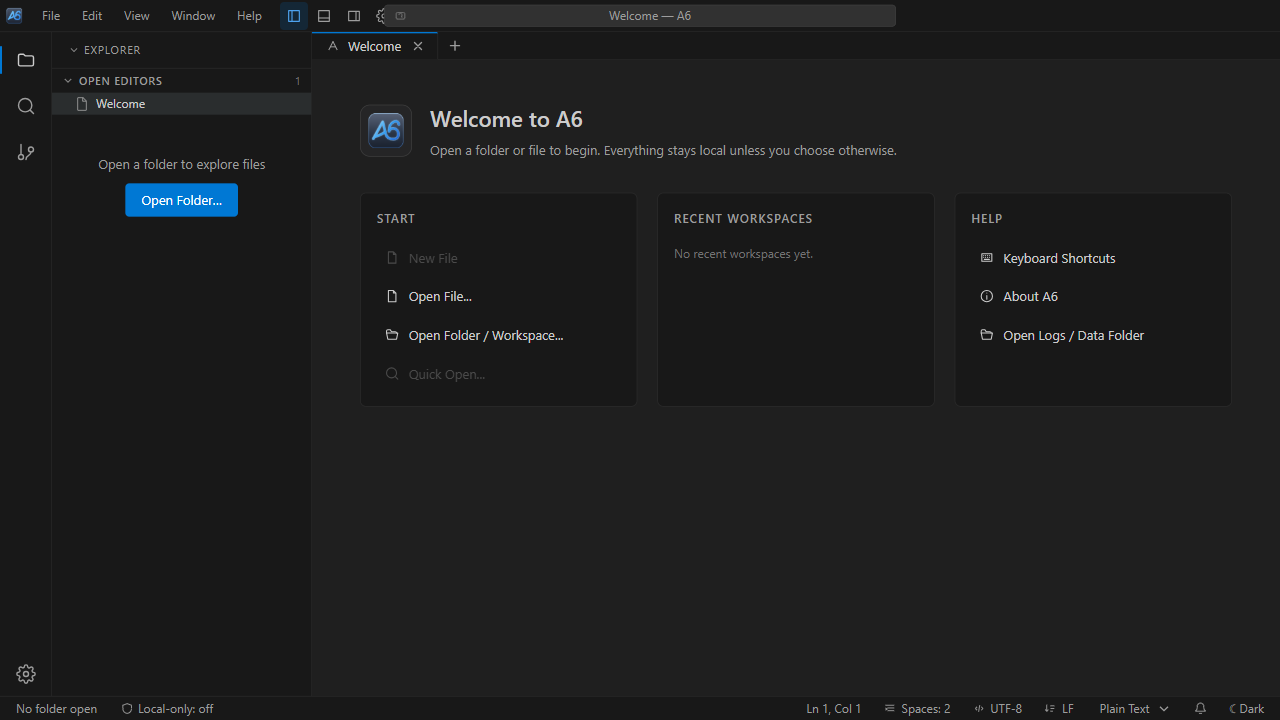 A6 File Edit View Window Help Welcome — A6
EXPLORER
Welcome
OPEN EDITORS 1
Welcome
Open a folder to explore files
Open Folder...
A6
Welcome to A6
Open a folder or file to begin. Everything stays local unless you choose otherwise.
START
New File
Open File...
Open Folder / Workspace...
Quick Open...
RECENT WORKSPACES
No recent workspaces yet.
HELP
Keyboard Shortcuts
About A6
Open Logs / Data Folder
No folder open Local-only: off Ln 1, Col 1 Spaces: 2 UTF-8 LF Plain Text Dark